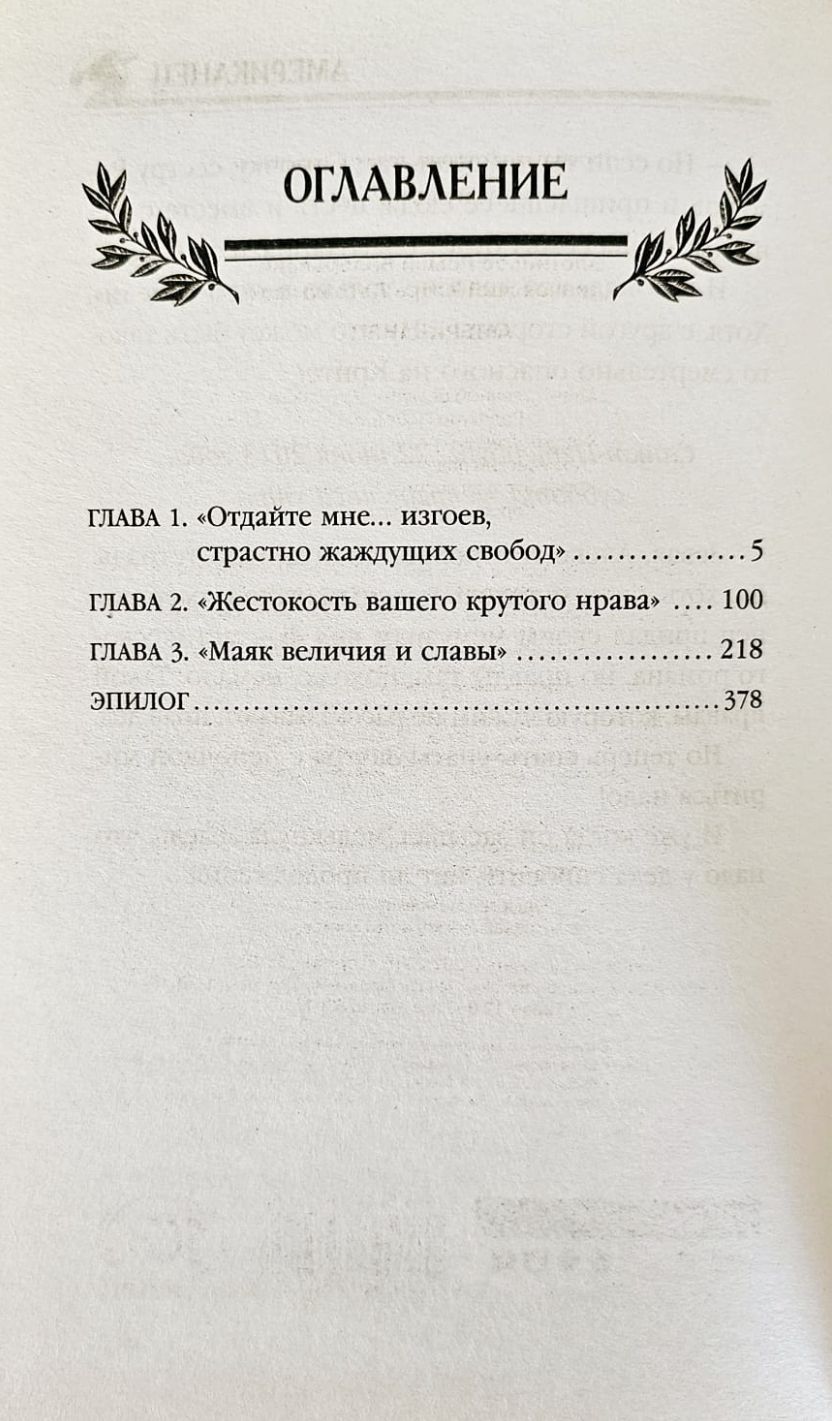 ОГЛАВЛЕНИЕ
ГЛАВА 1. «Отдайте мне... изгоев,
страстно жаждущих свобод» ................ 5
ГЛАВА 2. «Жестокость вашего крутого нрава» .... 100
ГЛАВА 3. «Маяк величия и славы» .................... 218
ЭПИЛОГ ..................................................... 378